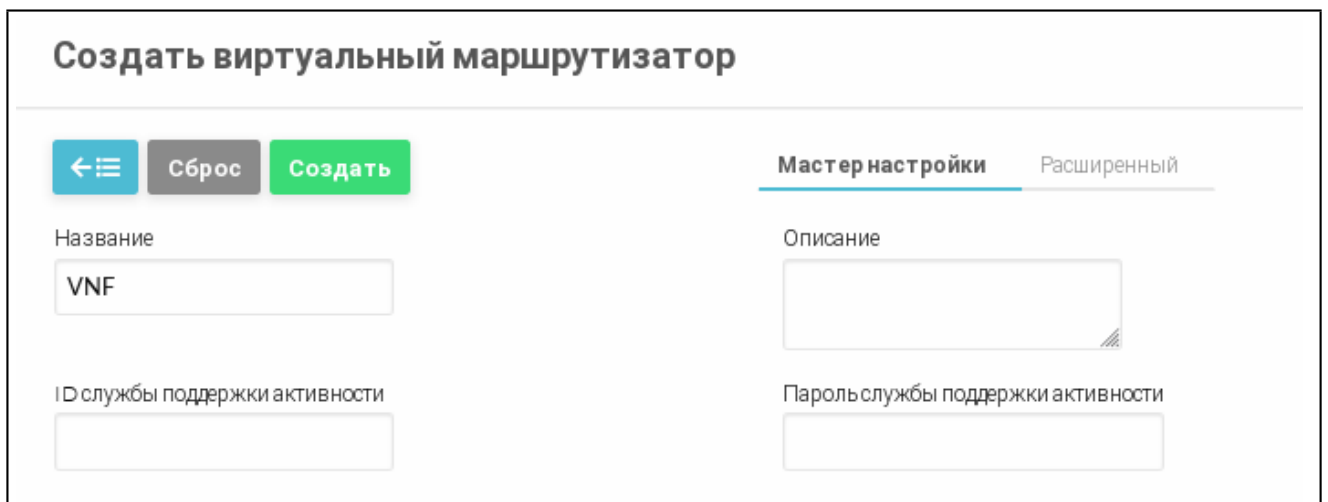 Создать виртуальный маршрутизатор
Сброс Создать Мастер настройки Расширенный
Название Описание
VNF
ID службы поддержки активности Пароль службы поддержки активности